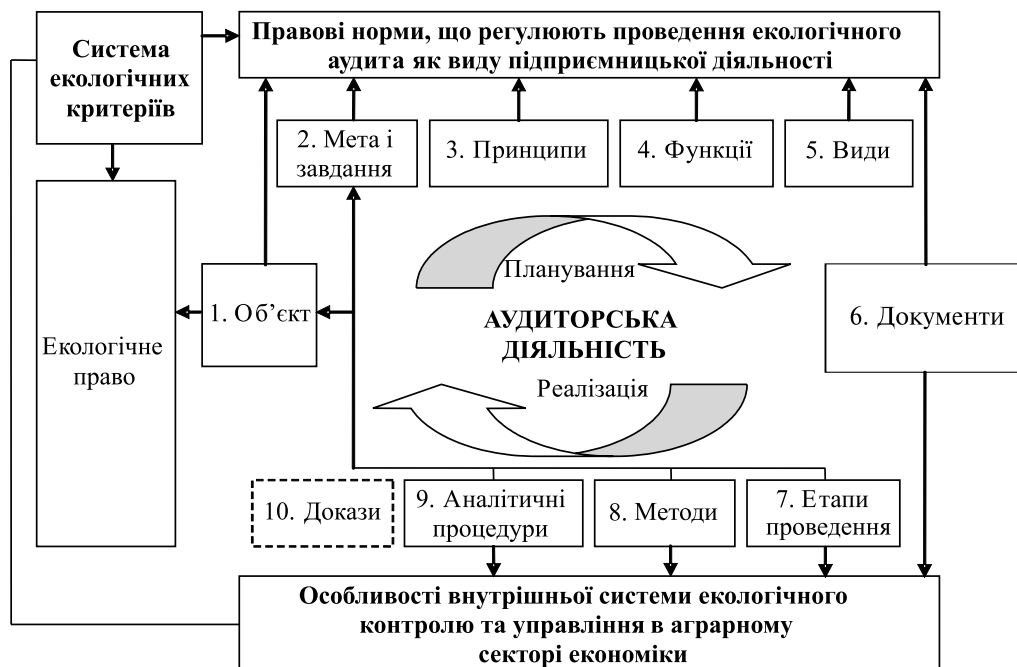 Система
екологічних
критеріїв
Правові норми, що регулюють проведення екологічного
аудита як виду підприємницької діяльності
2. Мета і
завдання
3. Принципи
4. Функції
5. Види
Екологічне
право
1. Об’єкт
Планування
АУДИТОРСЬКА
ДІЯЛЬНІСТЬ
Реалізація
6. Документи
10. Докази
9. Аналітичні
процедури
8. Методи
7. Етапи
проведення
Особливості внутрішньої системи екологічного
контролю та управління в аграрному
секторі економіки